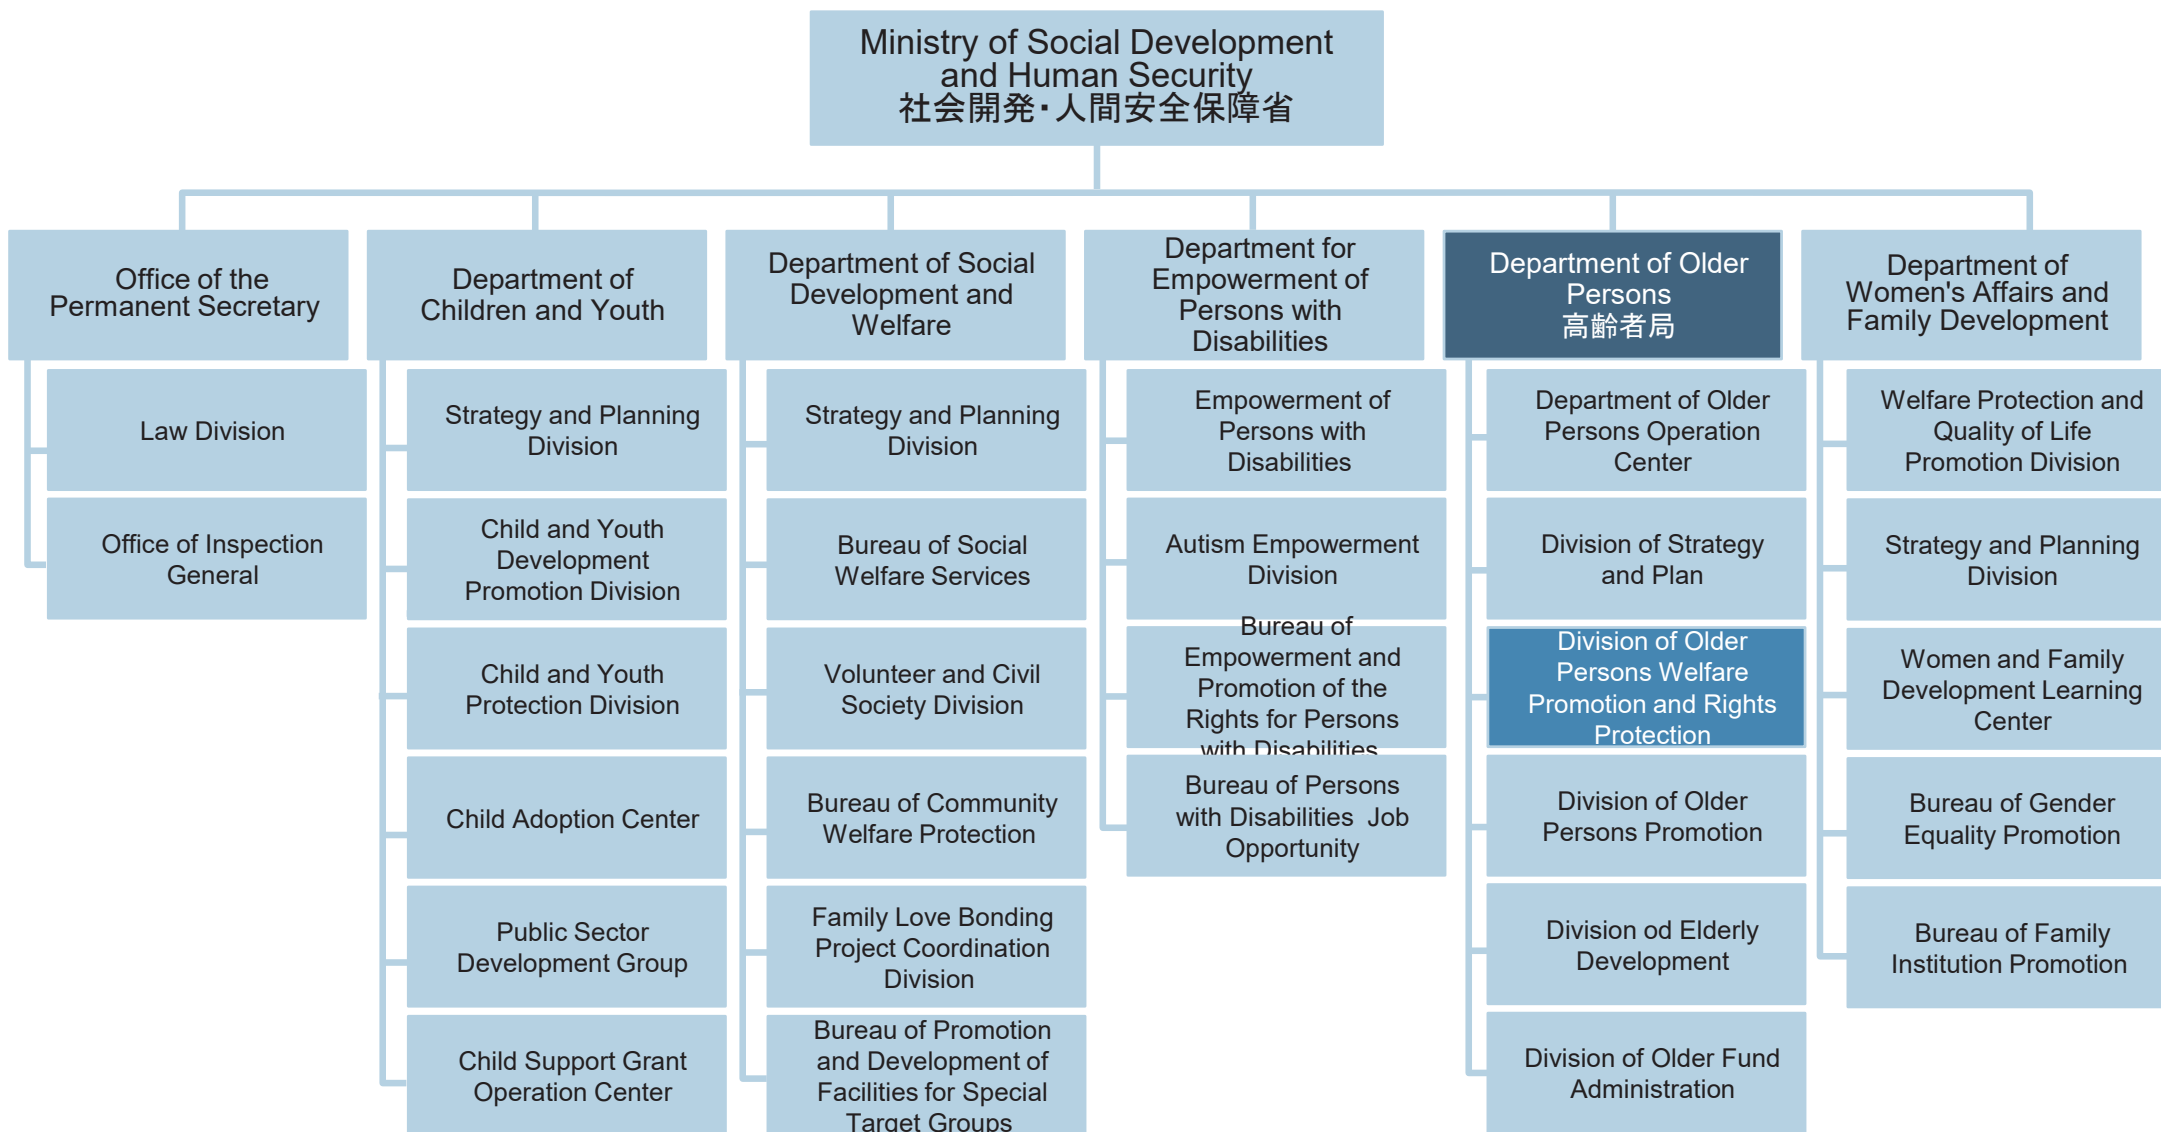 Ministry of Social Development
and Human Security
社会開発・人間安全保障省
Office of the
Permanent Secretary
Law Division
Office of Inspection
General
Department of
Children and Youth
Strategy and Planning
Division
Child and Youth
Development
Promotion Division
Child and Youth
Protection Division
Child Adoption Center
Public Sector
Development Group
Child Support Grant
Operation Center
Department of Social
Development and
Welfare
Strategy and Planning
Division
Bureau of Social
Welfare Services
Volunteer and Civil
Society Division
Bureau of Community
Welfare Protection
Family Love Bonding
Project Coordination
Division
Bureau of Promotion
and Development of
Facilities for Special
Target Groups
Department for
Empowerment of
Persons with
Disabilities
Empowerment of
Persons with
Disabilities
Autism Empowerment
Division
Bureau of
Empowerment and
Promotion of the
Rights for Persons
with Disabilities
Bureau of Persons
with Disabilities Job
Opportunity
Department of Older
Persons
高齢者局
Department of Older
Persons Operation
Center
Division of Strategy
and Plan
Division of Older
Persons Welfare
Promotion and Rights
Protection
Division of Older
Persons Promotion
Division od Elderly
Development
Division of Older Fund
Administration
Department of
Women's Affairs and
Family Development
Welfare Protection and
Quality of Life
Promotion Division
Strategy and Planning
Division
Women and Family
Development Learning
Center
Bureau of Gender
Equality Promotion
Bureau of Family
Institution Promotion